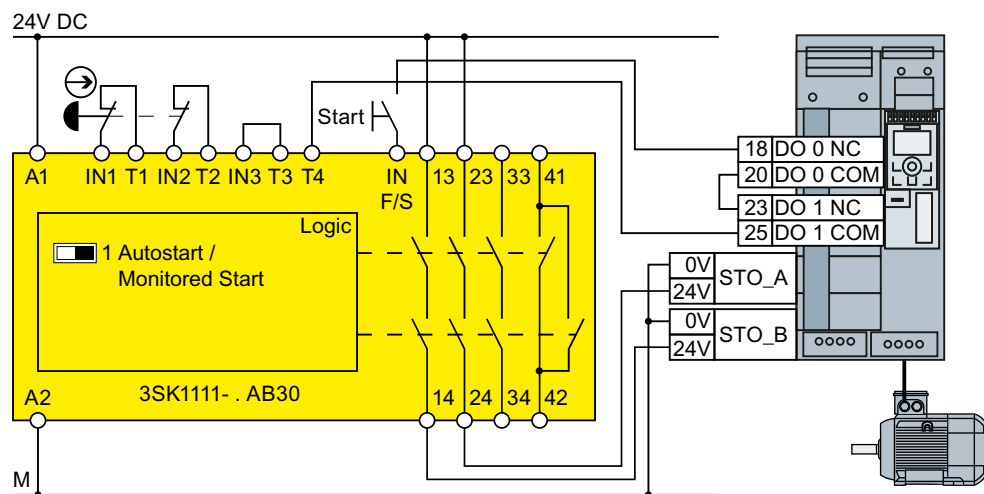 24V DC
Start
A1 IN1 T1 IN2 T2 IN3 T3 T4 IN F/S 13 23 33 41
Logic
1 Autostart /
Monitored Start
3SK1111- . AB30
A2 14 24 34 42
M
18 DO 0 NC
20 DO 0 COM
23 DO 1 NC
25 DO 1 COM
0V
24V
STO_A
0V
24V
STO_B